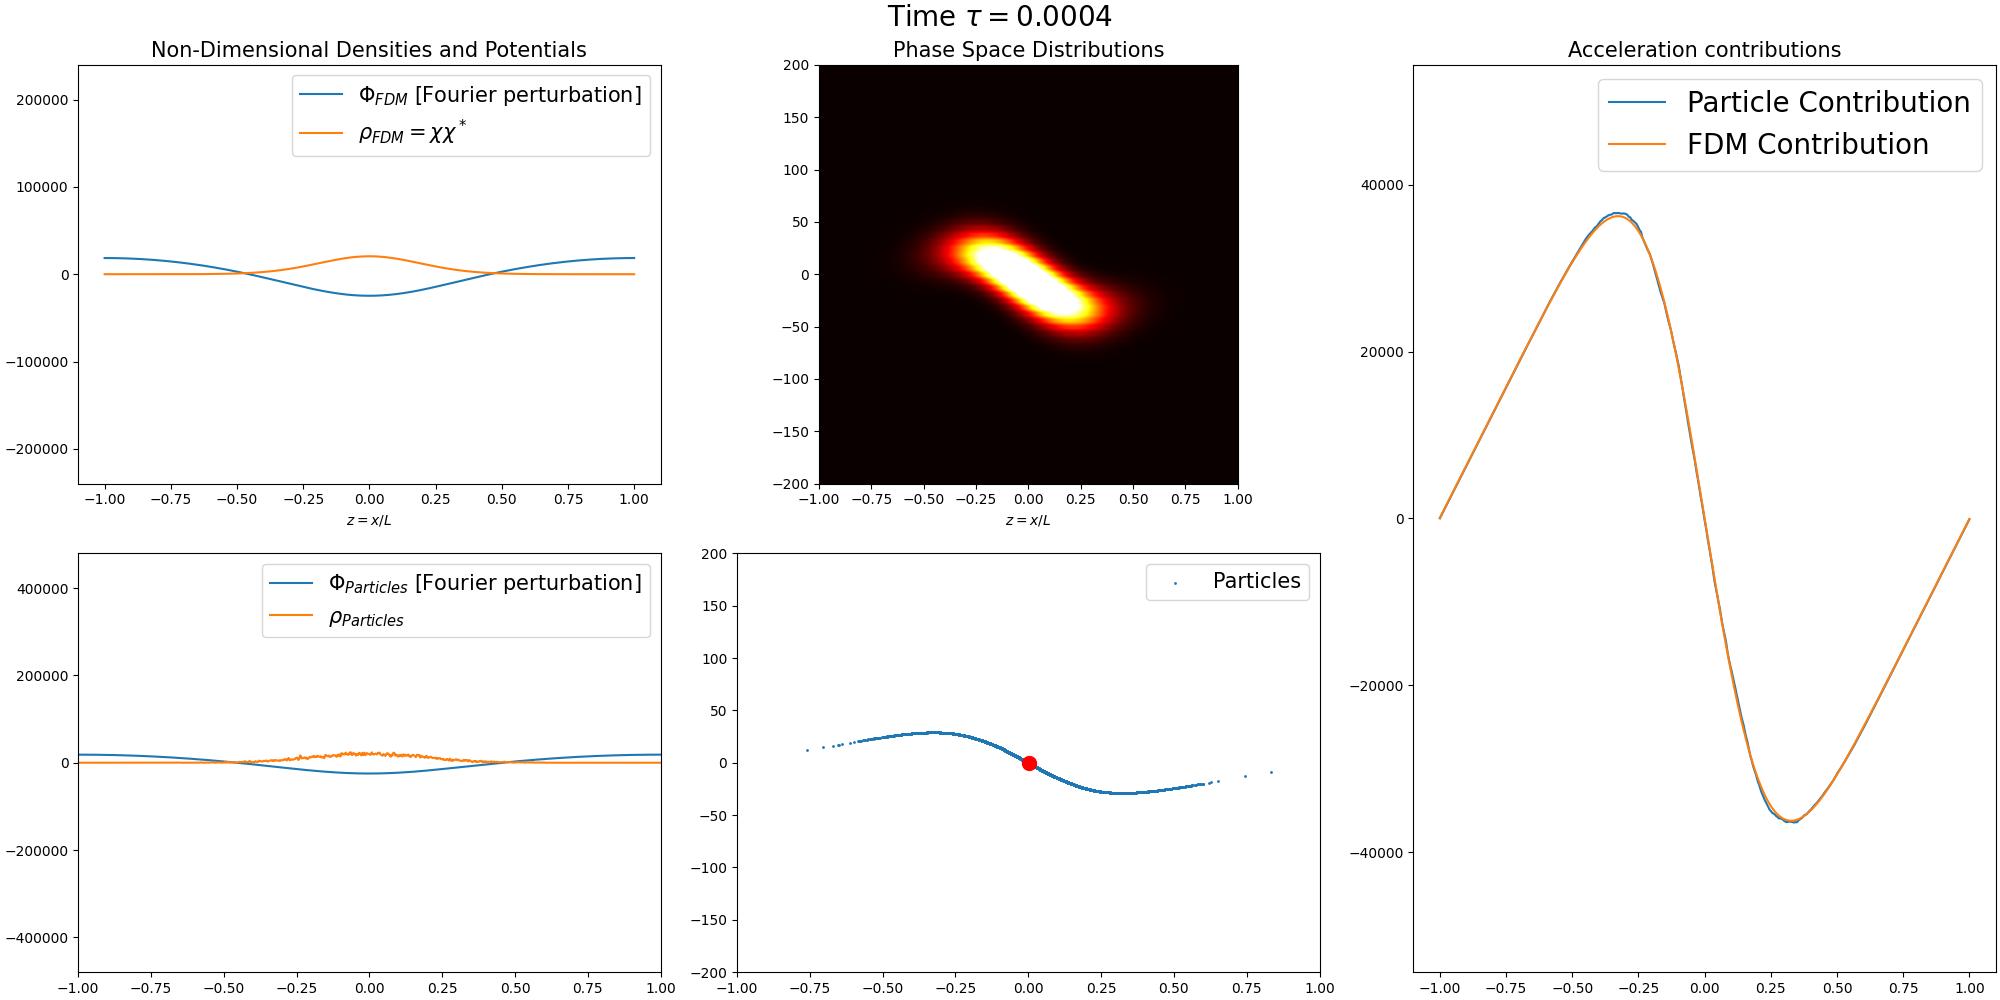 Time τ = 0.0004
Non-Dimensional Densities and Potentials
Φ_FDM [Fourier perturbation]
ρ_FDM = χχ*
200000
100000
0
−100000
−200000
−1.00 −0.75 −0.50 −0.25 0.00 0.25 0.50 0.75 1.00
z = x/L
Phase Space Distributions
200
150
100
50
0
−50
−100
−150
−200
−1.00 −0.75 −0.50 −0.25 0.00 0.25 0.50 0.75 1.00
z = x/L
Acceleration contributions
Particle Contribution
FDM Contribution
40000
20000
0
−20000
−40000
−1.00 −0.75 −0.50 −0.25 0.00 0.25 0.50 0.75 1.00
Φ_Particles [Fourier perturbation]
ρ_Particles
400000
200000
0
−200000
−400000
−1.00 −0.75 −0.50 −0.25 0.00 0.25 0.50 0.75 1.00
Particles
200
150
100
50
0
−50
−100
−150
−200
−1.00 −0.75 −0.50 −0.25 0.00 0.25 0.50 0.75 1.00